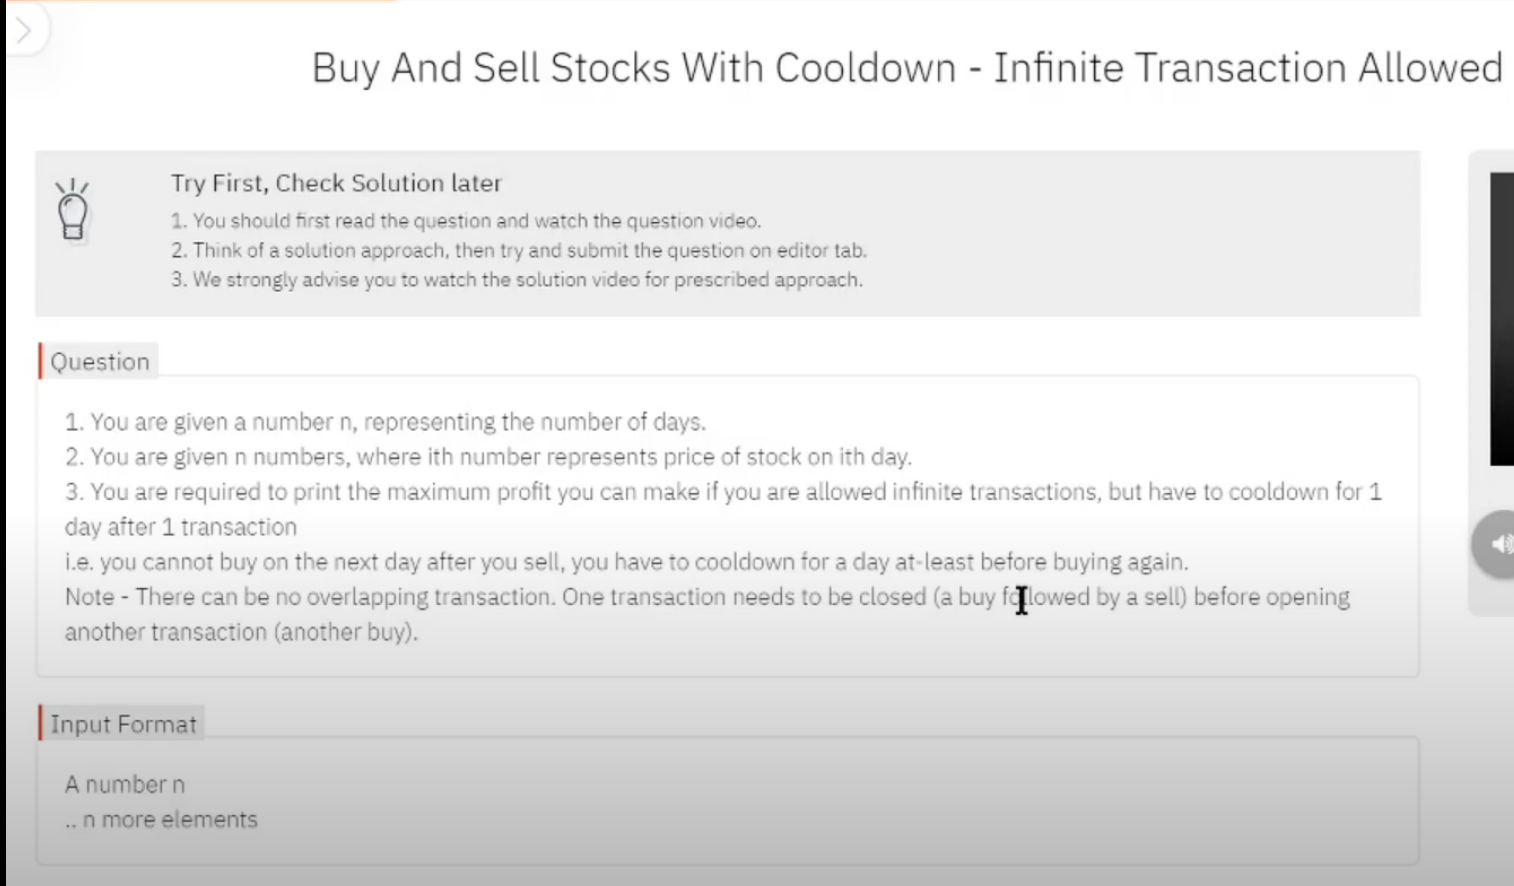 Buy And Sell Stocks With Cooldown - Infinite Transaction Allowed
Try First, Check Solution later
1. You should first read the question and watch the question video.
2. Think of a solution approach, then try and submit the question on editor tab.
3. We strongly advise you to watch the solution video for prescribed approach.
Question
1. You are given a number n, representing the number of days.
2. You are given n numbers, where ith number represents price of stock on ith day.
3. You are required to print the maximum profit you can make if you are allowed infinite transactions, but have to cooldown for 1
day after 1 transaction
i.e. you cannot buy on the next day after you sell, you have to cooldown for a day at-least before buying again.
Note - There can be no overlapping transaction. One transaction needs to be closed (a buy followed by a sell) before opening
another transaction (another buy).
Input Format
A number n
.. n more elements